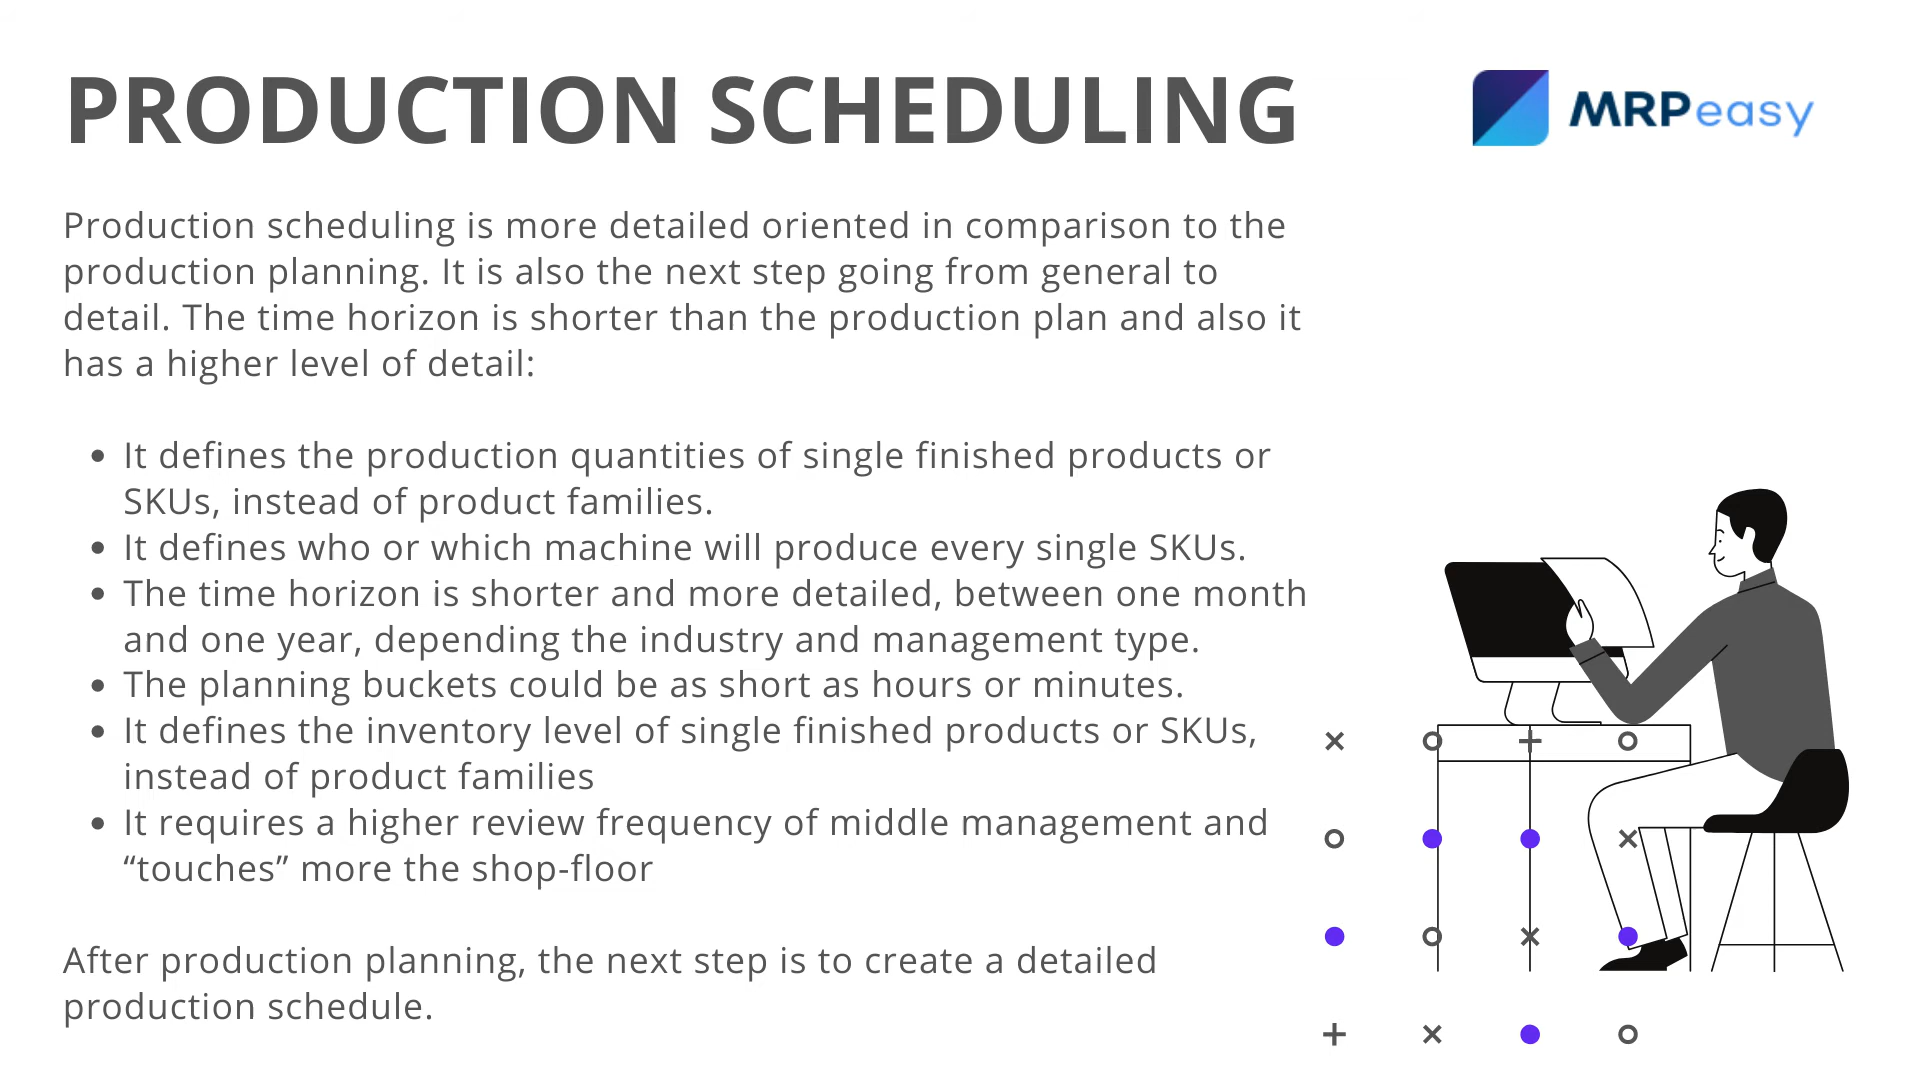 PRODUCTION SCHEDULING
MRPeasy
Production scheduling is more detailed oriented in comparison to the
production planning. It is also the next step going from general to
detail. The time horizon is shorter than the production plan and also it
has a higher level of detail:
• It defines the production quantities of single finished products or
SKUs, instead of product families.
• It defines who or which machine will produce every single SKUs.
• The time horizon is shorter and more detailed, between one month
and one year, depending the industry and management type.
• The planning buckets could be as short as hours or minutes.
• It defines the inventory level of single finished products or SKUs,
instead of product families
• It requires a higher review frequency of middle management and
“touches” more the shop-floor
After production planning, the next step is to create a detailed
production schedule.